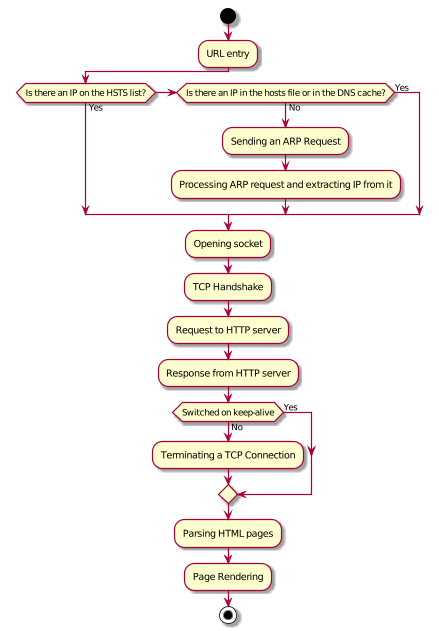 URL entry
Is there an IP on the HSTS list?
Is there an IP in the hosts file or in the DNS cache?
Yes
Yes
No
Sending an ARP Request
Processing ARP request and extracting IP from it
Opening socket
TCP Handshake
Request to HTTP server
Response from HTTP server
Switched on keep-alive
Yes
No
Terminating a TCP Connection
Parsing HTML pages
Page Rendering